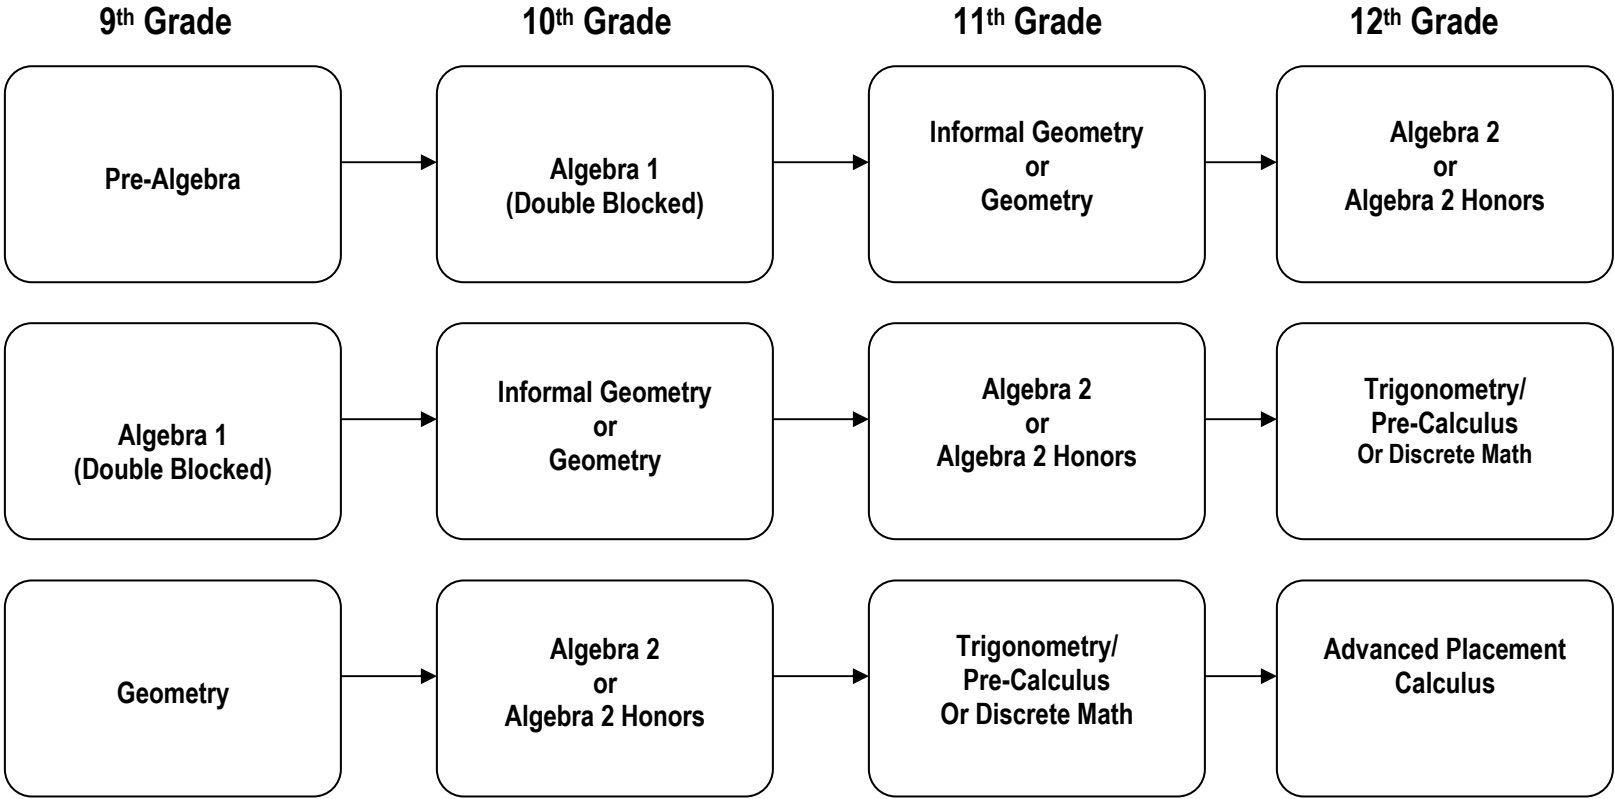 9th Grade
10th Grade
11th Grade
12th Grade
Pre-Algebra
Algebra 1
(Double Blocked)
Informal Geometry
or
Geometry
Algebra 2
or
Algebra 2 Honors
Algebra 1
(Double Blocked)
Informal Geometry
or
Geometry
Algebra 2
or
Algebra 2 Honors
Trigonometry/
Pre-Calculus
Or Discrete Math
Geometry
Algebra 2
or
Algebra 2 Honors
Trigonometry/
Pre-Calculus
Or Discrete Math
Advanced Placement
Calculus